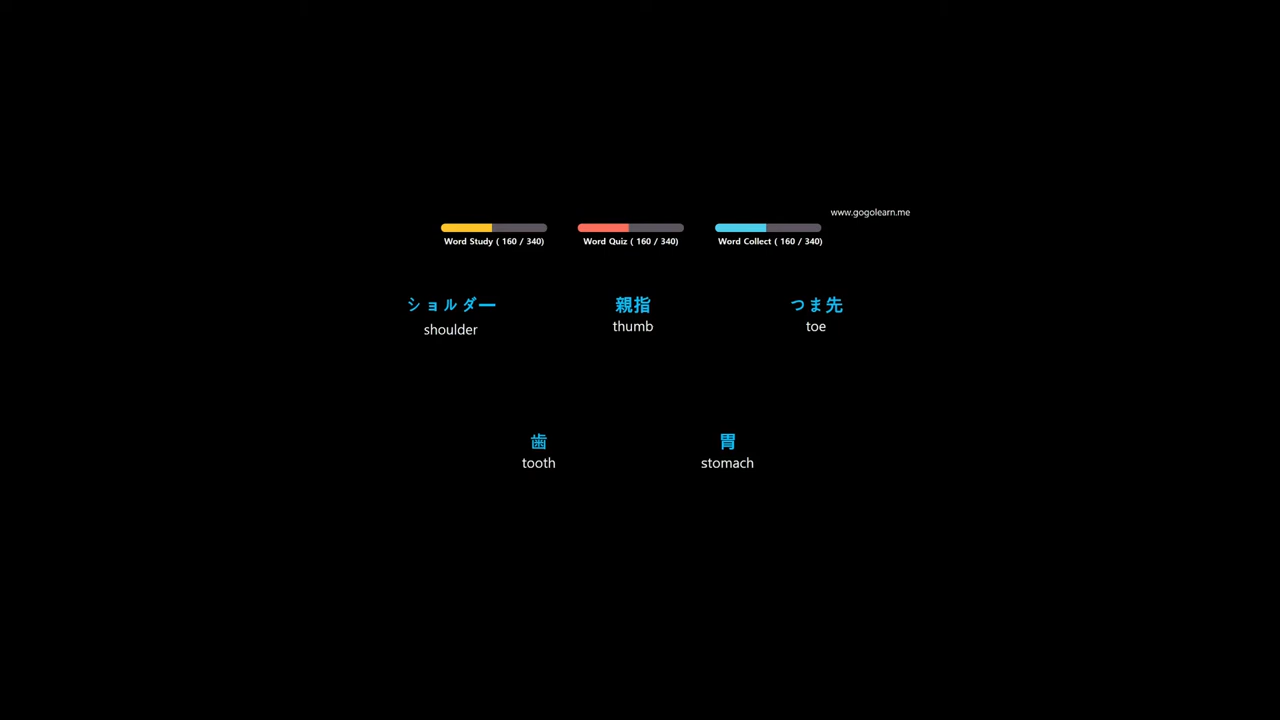 www.gogolearn.me
Word Study ( 160 / 340)
Word Quiz ( 160 / 340)
Word Collect ( 160 / 340)
ショルダー
shoulder
親指
thumb
つま先
toe
歯
tooth
胃
stomach